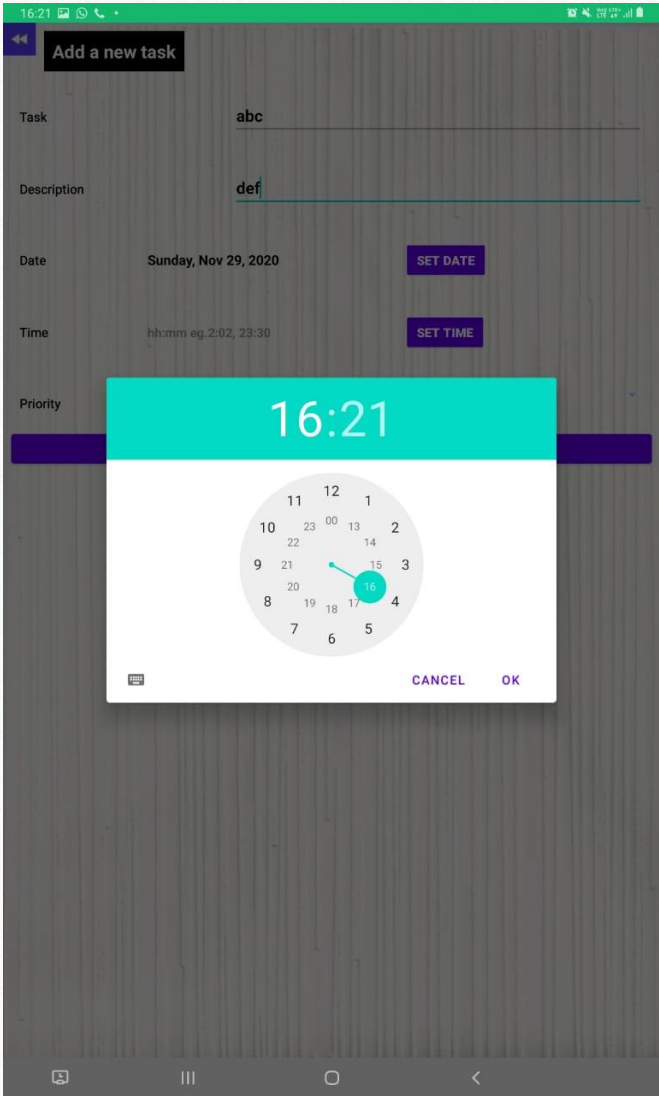 16:21
Add a new task
Task abc
Description def
Date Sunday, Nov 29, 2020 SET DATE
Time hh:mm eg.2:02, 23:30 SET TIME
Priority
16:21
12
11 1
00
10 23 13 2
22 14
9 21 15 3
20 16
8 19 17 4
18
7 5
6
CANCEL OK